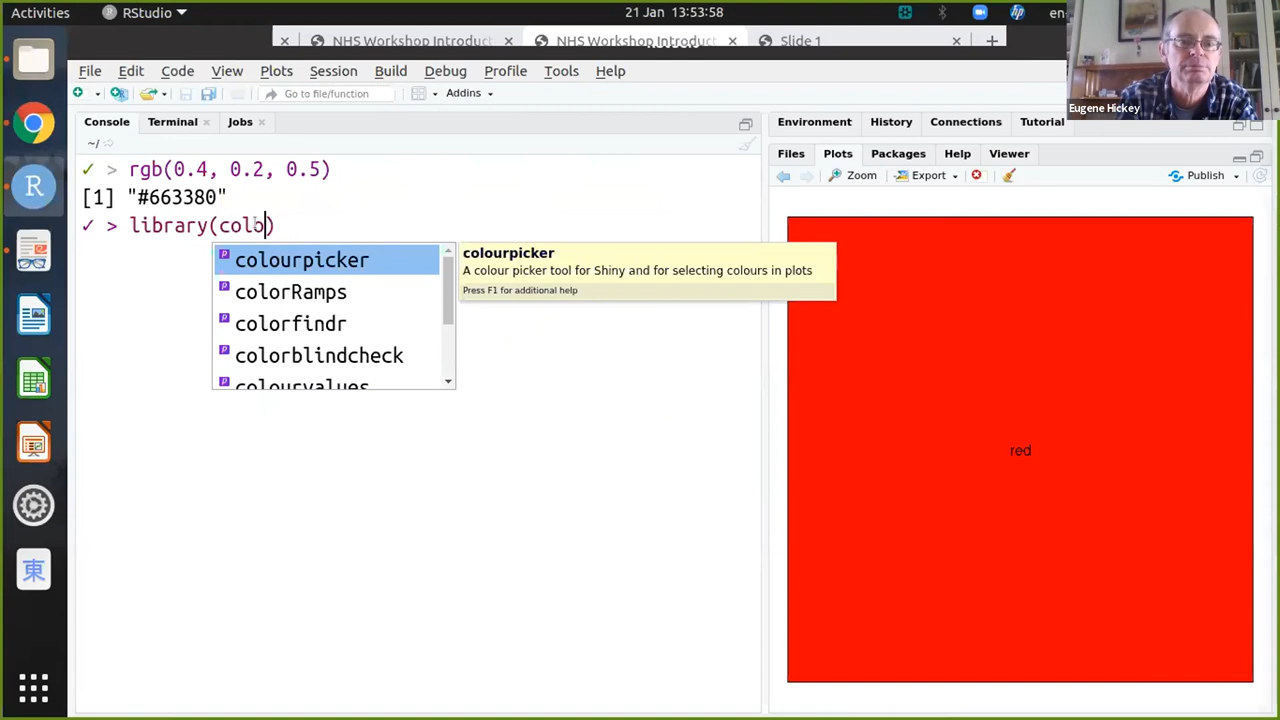 Activities RStudio 21 Jan 13:53:58 en
NHS Workshop Introduct × NHS Workshop Introduct × Slide 1 × +
File Edit Code View Plots Session Build Debug Profile Tools Help
Go to file/function Addins
Eugene Hickey
Console Terminal × Jobs ×
~/
✓ > rgb(0.4, 0.2, 0.5)
[1] "#663380"
✓ > library(colo)
colourpicker
colorRamps
colorfindr
colorblindcheck
colourvalues
colourpicker
A colour picker tool for Shiny and for selecting colours in plots
Press F1 for additional help
Environment History Connections Tutorial
Files Plots Packages Help Viewer
Zoom Export Publish
red
東